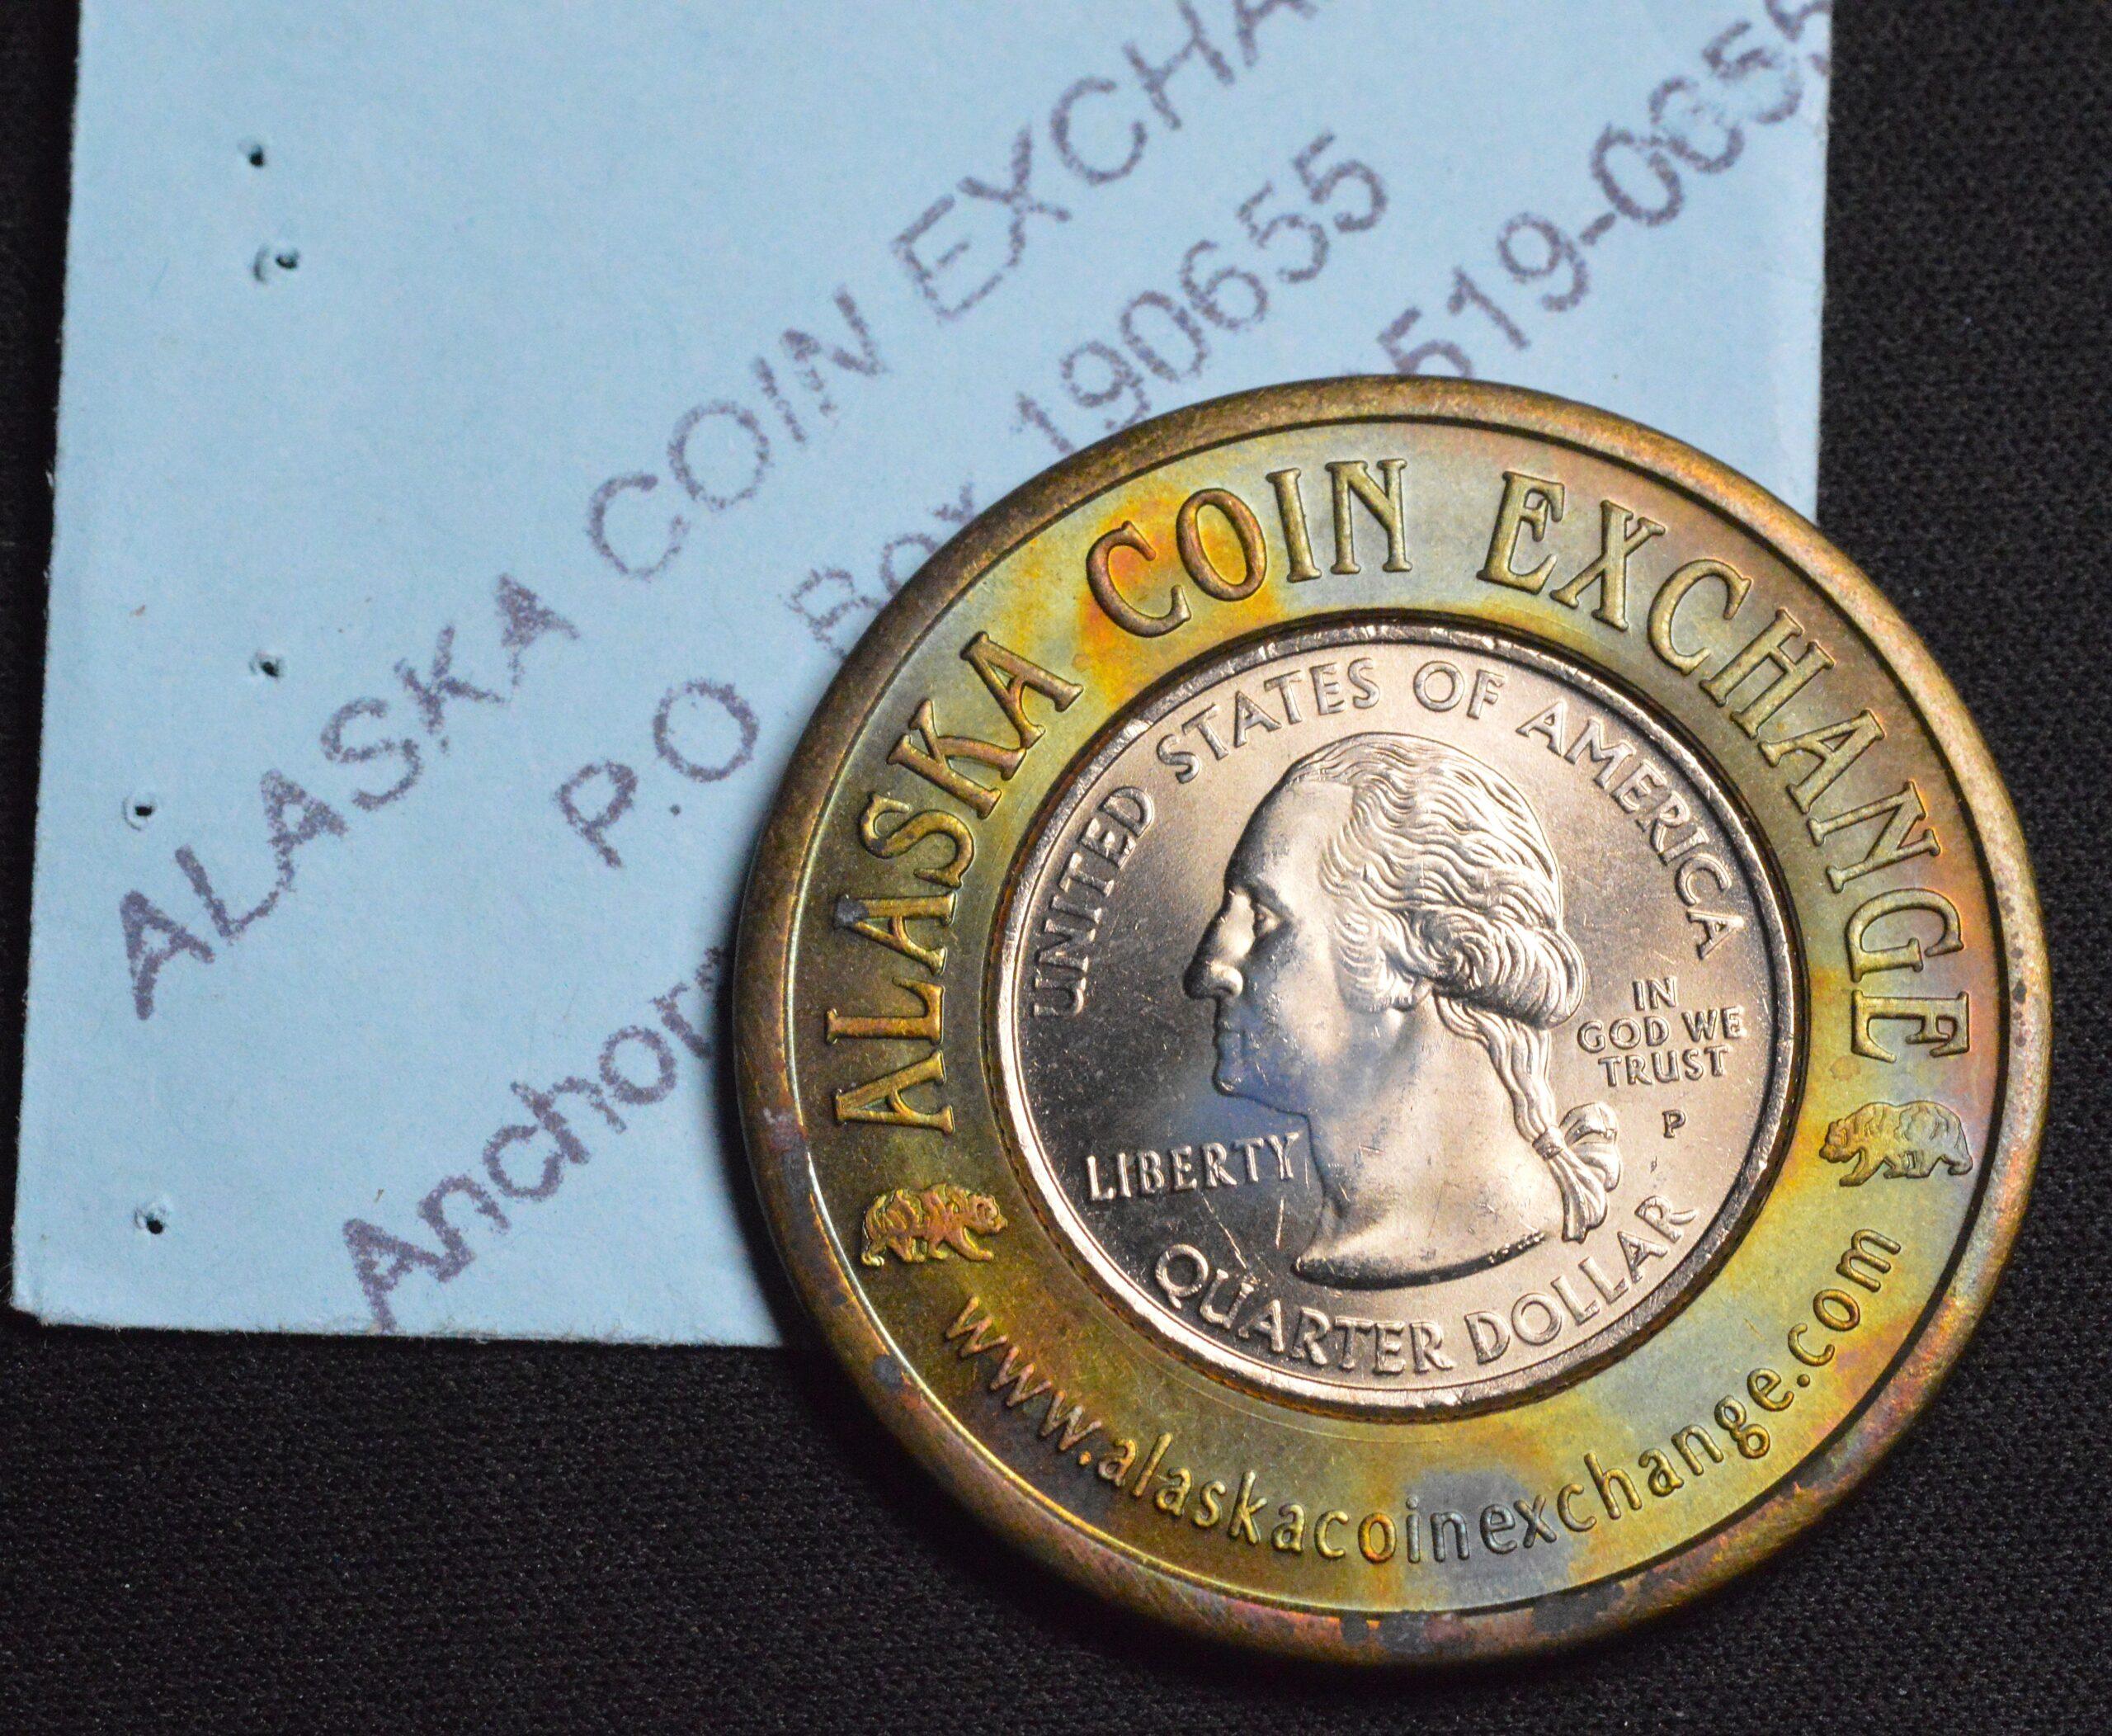 ALASKA COIN EXCHA
P.O. Box 190655
Anchor
519-0655
ALASKA COIN EXCHANGE
www.alaskacoinexchange.com
UNITED STATES OF AMERICA
IN
GOD WE
TRUST
P
LIBERTY
QUARTER DOLLAR